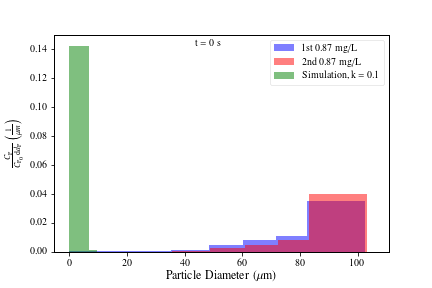 t = 0 s
1st 0.87 mg/L
2nd 0.87 mg/L
Simulation, k = 0.1
0.14
0.12
0.10
0.08
0.06
0.04
0.02
0.00
0 20 40 60 80 100
Particle Diameter (μm)